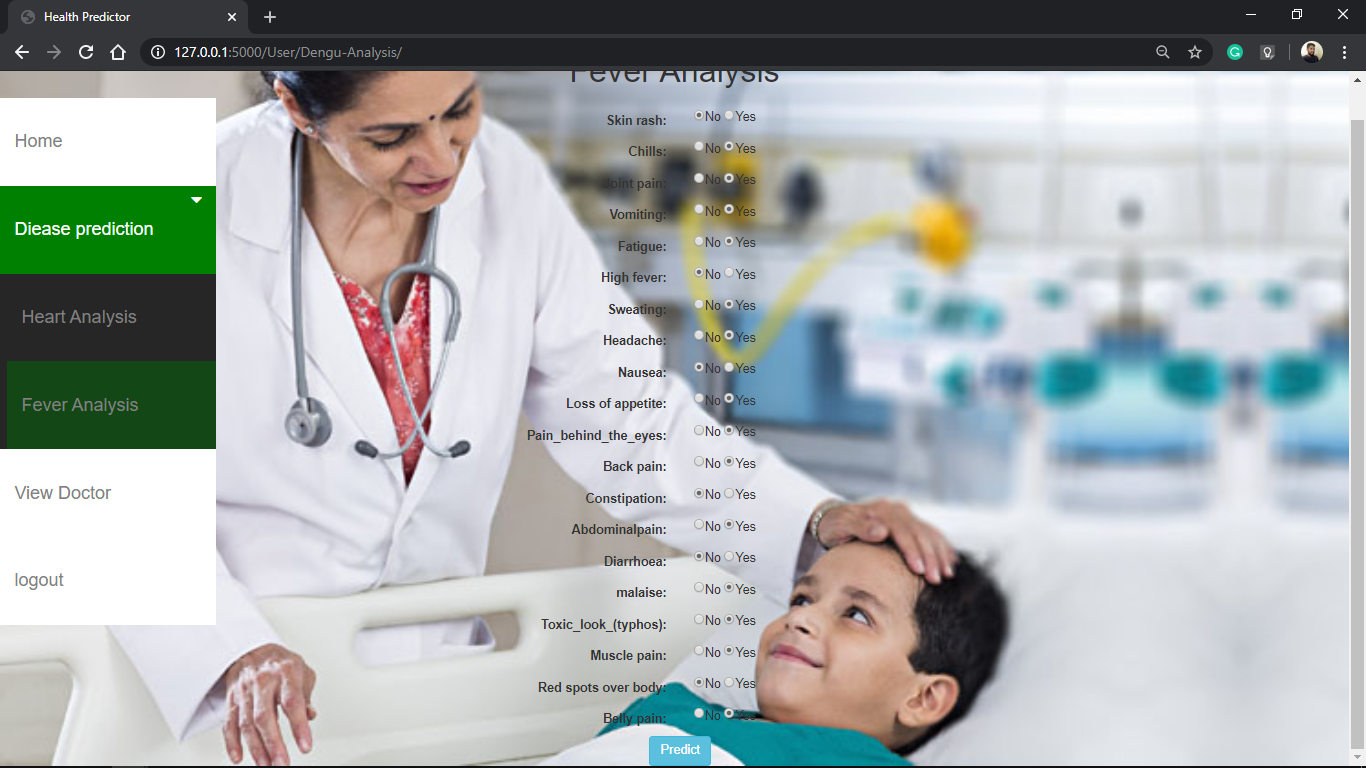 Health Predictor
127.0.0.1:5000/User/Dengu-Analysis/
Fever Analysis
Home
Diease prediction
Heart Analysis
Fever Analysis
View Doctor
logout
Skin rash: No Yes
Chills: No Yes
Joint pain: No Yes
Vomiting: No Yes
Fatigue: No Yes
High fever: No Yes
Sweating: No Yes
Headache: No Yes
Nausea: No Yes
Loss of appetite: No Yes
Pain_behind_the_eyes: No Yes
Back pain: No Yes
Constipation: No Yes
Abdominalpain: No Yes
Diarrhoea: No Yes
malaise: No Yes
Toxic_look_(typhos): No Yes
Muscle pain: No Yes
Red spots over body: No Yes
Belly pain: No Yes
Predict